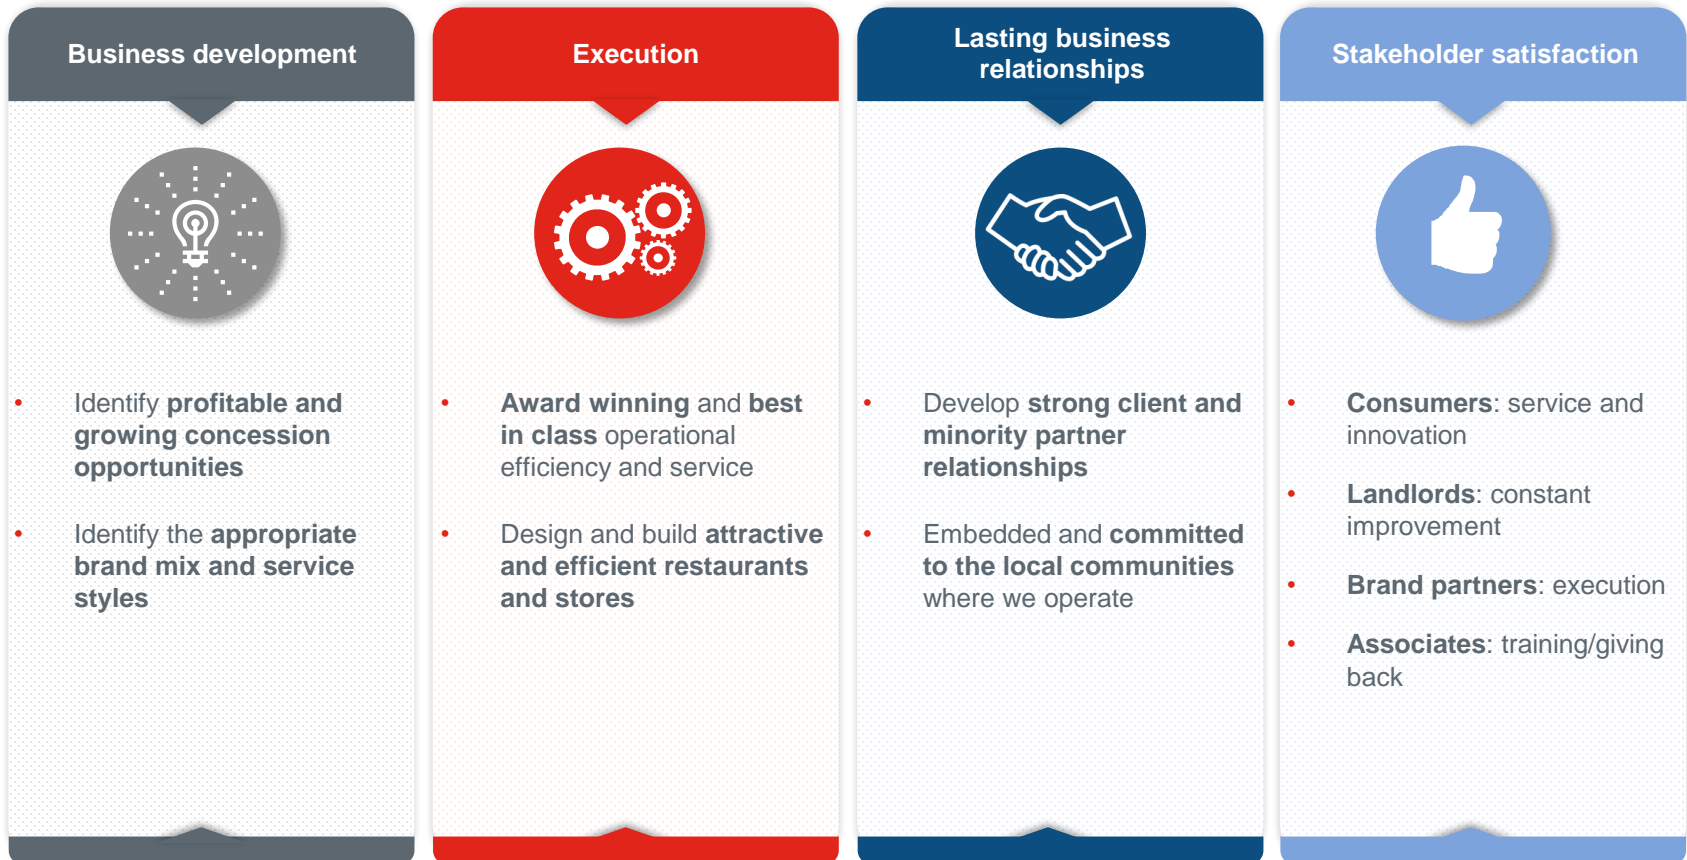 Business development
• Identify profitable and
growing concession
opportunities
• Identify the appropriate
brand mix and service
styles
Execution
• Award winning and best
in class operational
efficiency and service
• Design and build attractive
and efficient restaurants
and stores
Lasting business
relationships
• Develop strong client and
minority partner
relationships
• Embedded and committed
to the local communities
where we operate
Stakeholder satisfaction
• Consumers: service and
innovation
• Landlords: constant
improvement
• Brand partners: execution
• Associates: training/giving
back